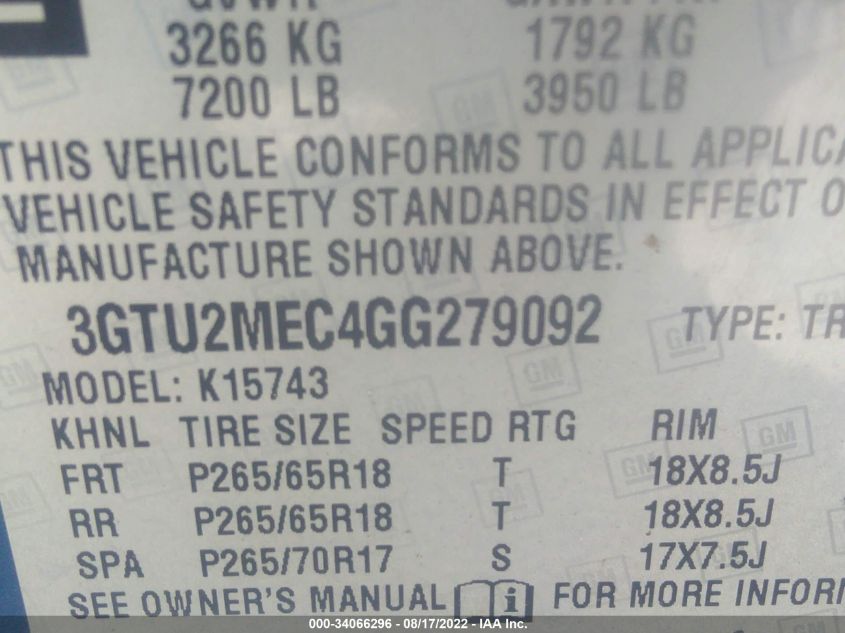 3266 KG 1792 KG
7200 LB 3950 LB
THIS VEHICLE CONFORMS TO ALL
VEHICLE SAFETY STANDARDS IN EFFECT
MANUFACTURE SHOWN ABOVE.
3GTU2MEC4GG279092 TYPE:
MODEL: K15743
KHNL TIRE SIZE SPEED RTG RIM
FRT P265/65R18 T 18X8.5J
RR P265/65R18 T 18X8.5J
SPA P265/70R17 S 17X7.5J
SEE OWNER'S MANUAL i FOR MORE
000-34066296 - 08/17/2022 - IAA Inc.